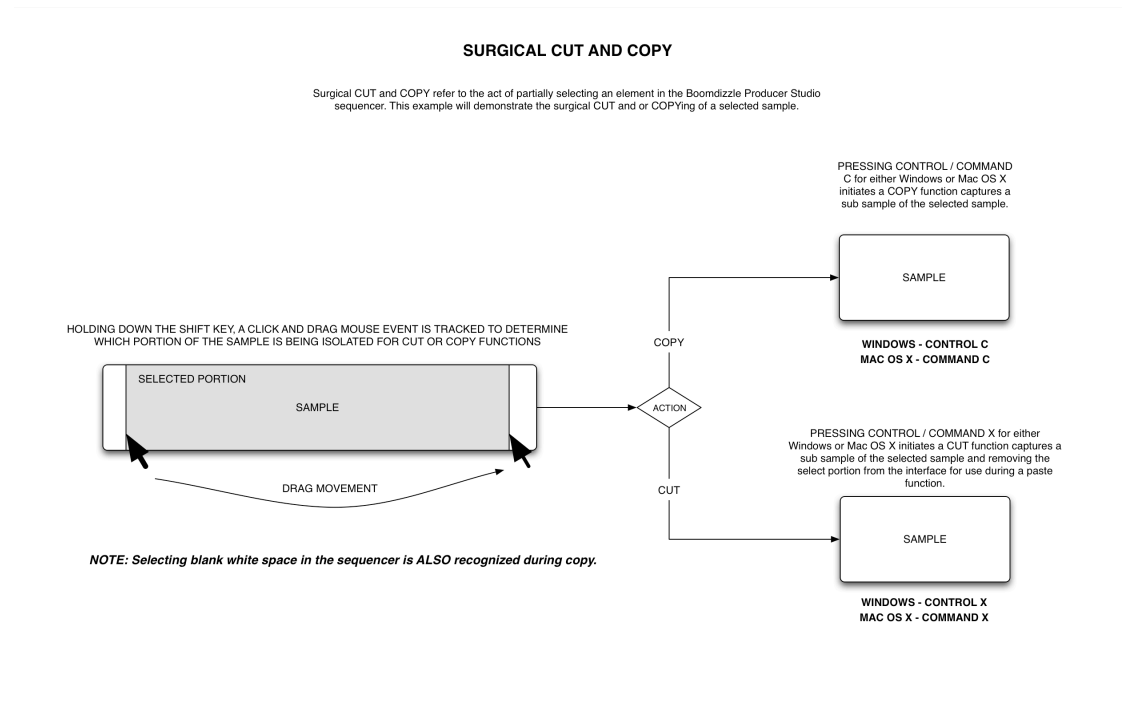 SURGICAL CUT AND COPY
Surgical CUT and COPY refer to the act of partially selecting an element in the Boomdizzle Producer Studio
sequencer. This example will demonstrate the surgical CUT and or COPYing of a selected sample.
PRESSING CONTROL / COMMAND
C for either Windows or Mac OS X
initiates a COPY function captures a
sub sample of the selected sample.
SAMPLE
WINDOWS - CONTROL C
MAC OS X - COMMAND C
HOLDING DOWN THE SHIFT KEY, A CLICK AND DRAG MOUSE EVENT IS TRACKED TO DETERMINE
WHICH PORTION OF THE SAMPLE IS BEING ISOLATED FOR CUT OR COPY FUNCTIONS
SELECTED PORTION
SAMPLE
DRAG MOVEMENT
COPY
ACTION
CUT
PRESSING CONTROL / COMMAND X for either
Windows or Mac OS X initiates a CUT function captures a
sub sample of the selected sample and removing the
select portion from the interface for use during a paste
function.
SAMPLE
WINDOWS - CONTROL X
MAC OS X - COMMAND X
NOTE: Selecting blank white space in the sequencer is ALSO recognized during copy.